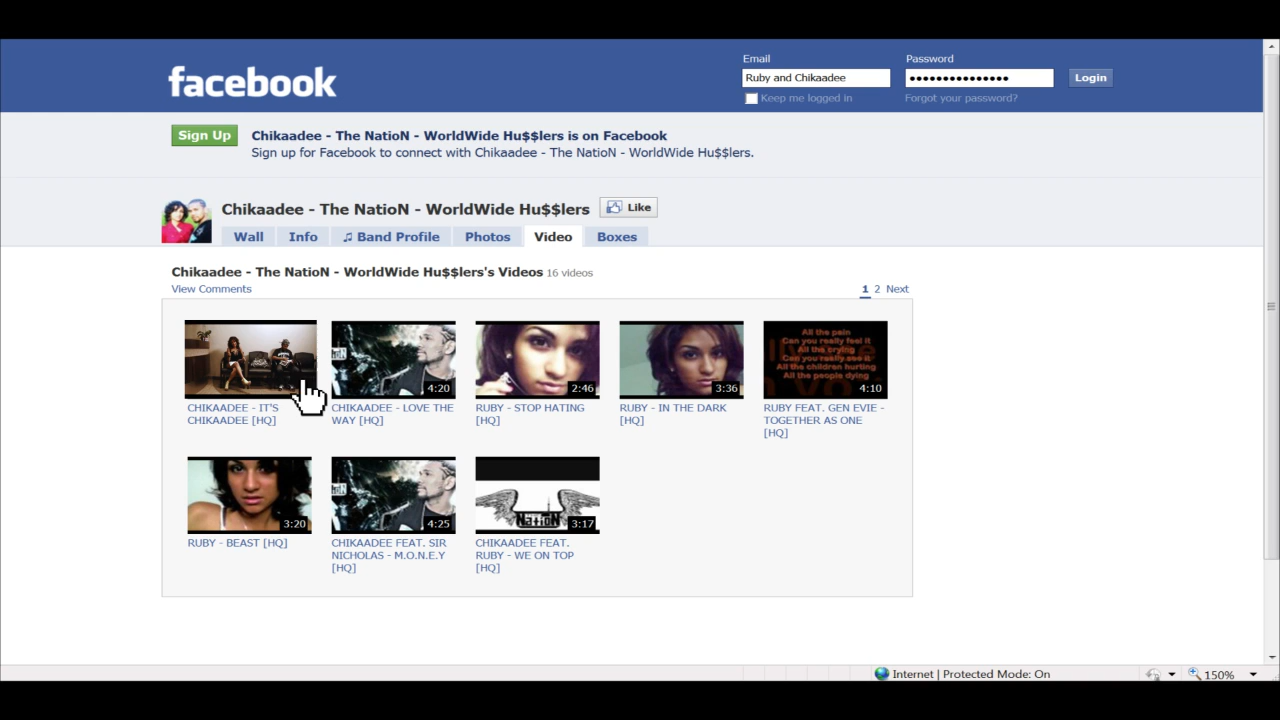 Email
Password
facebook
Ruby and Chikaadee
•••••••••••••••
Login
Keep me logged in
Forgot your password?
Sign Up
Chikaadee - The NatioN - WorldWide Hu$$lers is on Facebook
Sign up for Facebook to connect with Chikaadee - The NatioN - WorldWide Hu$$lers.
Chikaadee - The NatioN - WorldWide Hu$$lers
Like
Wall
Info
Band Profile
Photos
Video
Boxes
Chikaadee - The NatioN - WorldWide Hu$$lers's Videos 16 videos
View Comments
1 2 Next
4:20
2:46
3:36
All the pain
Can you really feel it
All the crying
Can you really see it
All the children hurting
All the people dying
4:10
CHIKAADEE - IT'S
CHIKAADEE [HQ]
CHIKAADEE - LOVE THE
WAY [HQ]
RUBY - STOP HATING
[HQ]
RUBY - IN THE DARK
[HQ]
RUBY FEAT. GEN EVIE -
TOGETHER AS ONE
[HQ]
3:20
4:25
NatioN
3:17
RUBY - BEAST [HQ]
CHIKAADEE FEAT. SIR
NICHOLAS - M.O.N.E.Y
[HQ]
CHIKAADEE FEAT.
RUBY - WE ON TOP
[HQ]
Internet | Protected Mode: On
150%